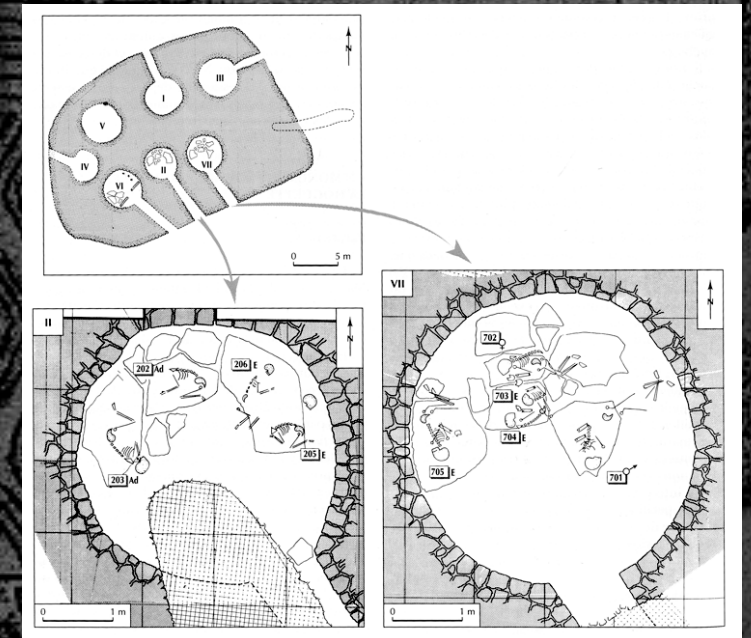 N
I
III
V
IV
VI
II
VII
0 5 m
II
N
202 Ad
206 E
205 E
203 Ad
0 1 m
VII
N
702 ♀
703 E
704 E
705 E
701 ♂
0 1 m